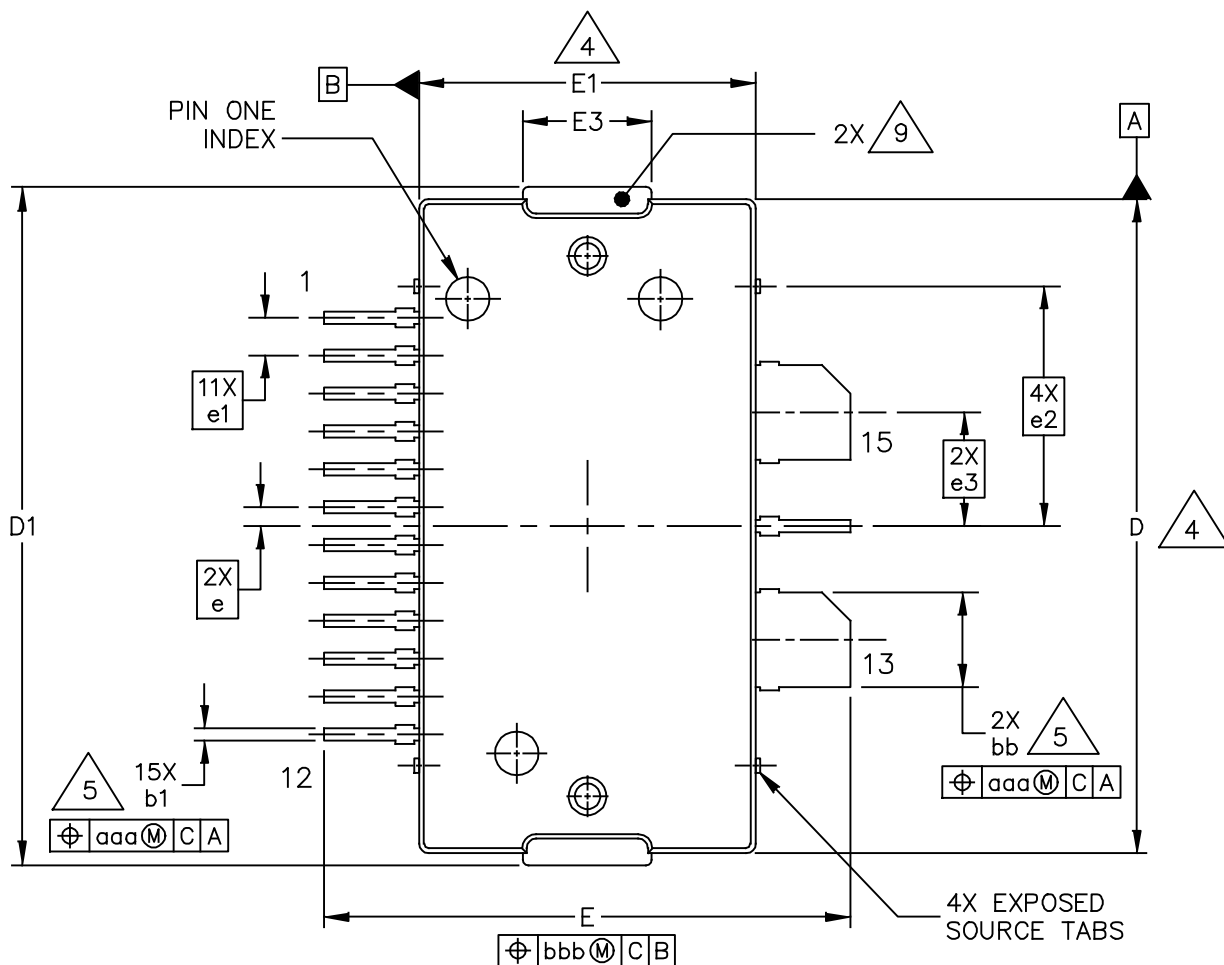 4
B
E1
PIN ONE
INDEX
E3
2X 9
A
1
11X
e1
4X
e2
15
2X
e3
D1
D 4
2X
e
13
2X
bb 5
⌖ aaa Ⓜ C A
5 15X
b1
12
⌖ aaa Ⓜ C A
E
⌖ bbb Ⓜ C B
4X EXPOSED
SOURCE TABS